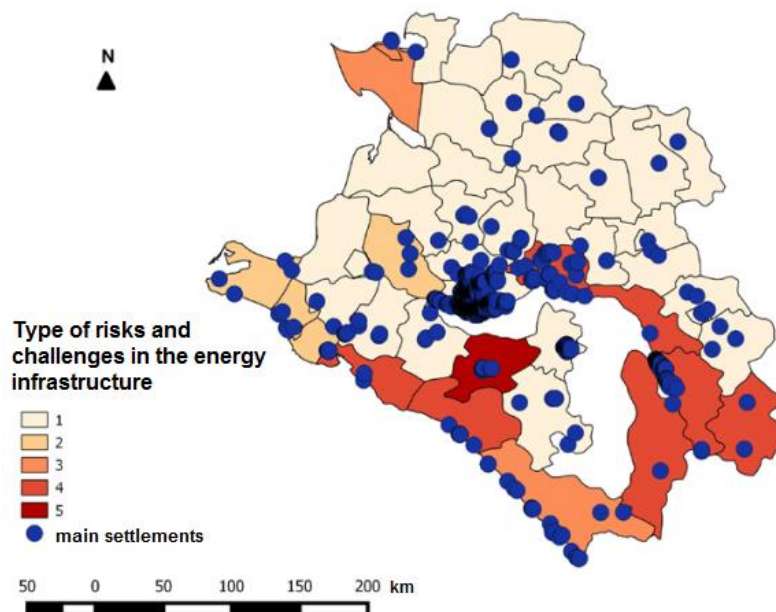 N
Type of risks and
challenges in the energy
infrastructure
1
2
3
4
5
main settlements
50 0 50 100 150 200 km